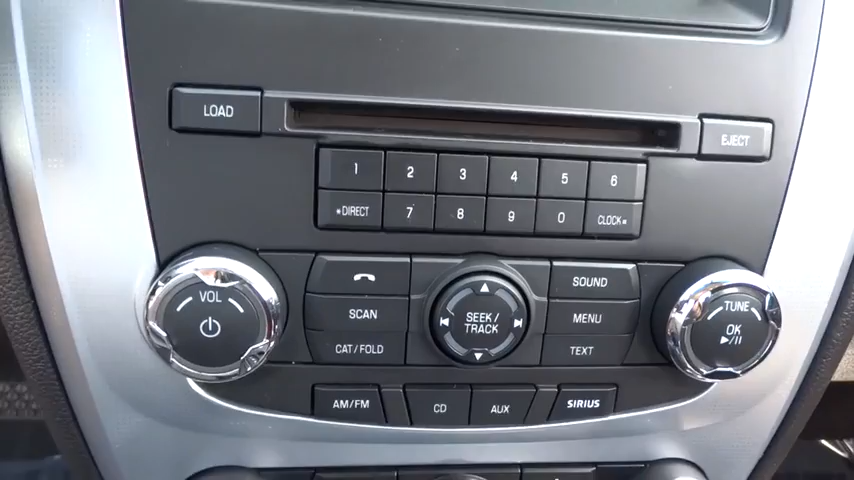 LOAD
EJECT
1 2 3 4 5 6
*DIRECT 7 8 9 0 CLOCK
VOL
SCAN
CAT/FOLD
SEEK/
TRACK
SOUND
MENU
TEXT
TUNE
OK
▶/II
AM/FM CD AUX SIRIUS